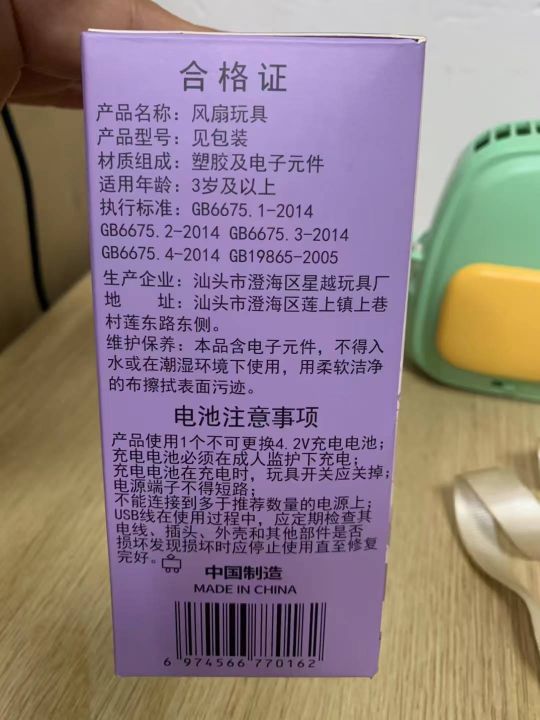 合格证
产品名称：风扇玩具
产品型号：见包装
材质组成：塑胶及电子元件
适用年龄：3岁及以上
执行标准：GB6675.1-2014
GB6675.2-2014 GB6675.3-2014
GB6675.4-2014 GB19865-2005
生产企业：汕头市澄海区星越玩具厂
地 址：汕头市澄海区莲上镇上巷
村莲东路东侧。
维护保养：本品含电子元件，不得入
水或在潮湿环境下使用，用柔软洁净
的布擦拭表面污迹。
电池注意事项
产品使用1个不可更换4.2V充电电池；
充电电池必须在成人监护下充电；
充电电池在充电时，玩具开关应关掉；
电源端子不得短路；
不能连接到多于推荐数量的电源上；
USB线在使用过程中，应定期检查其
电线、插头、外壳和其他部件是否
损坏发现损坏时应停止使用直至修复
完好。
中国制造
MADE IN CHINA
6 974566 770162